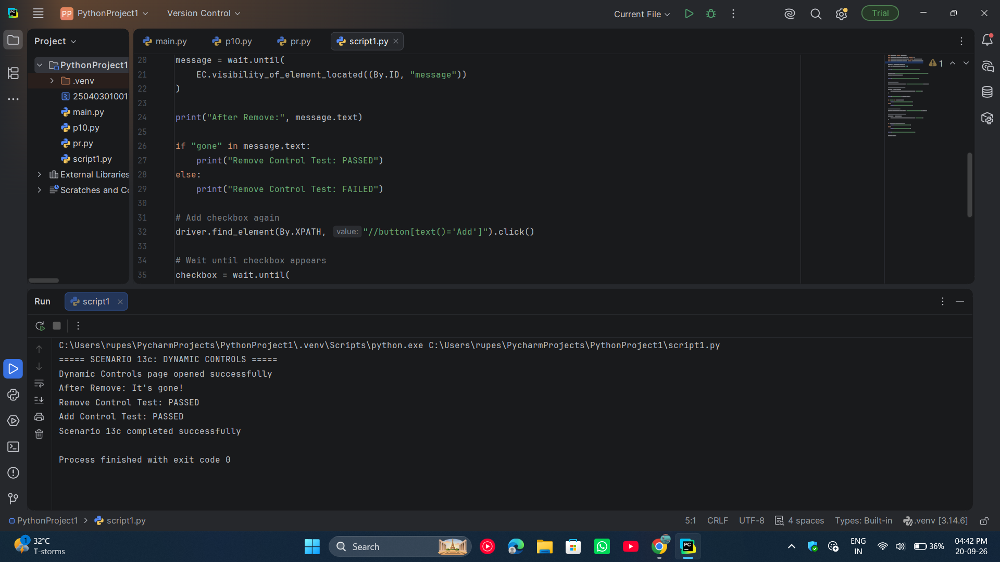 PC
PP PythonProject1
Version Control
Current File
Trial
Project
PythonProject1
.venv
25040301001
main.py
p10.py
pr.py
script1.py
External Libraries
Scratches and Co
main.py
p10.py
pr.py
script1.py
1
20 message = wait.until(
21 EC.visibility_of_element_located((By.ID, "message"))
22 )
23
24 print("After Remove:", message.text)
25
26 if "gone" in message.text:
27 print("Remove Control Test: PASSED")
28 else:
29 print("Remove Control Test: FAILED")
30
31 # Add checkbox again
32 driver.find_element(By.XPATH, value: "//button[text()='Add']").click()
33
34 # Wait until checkbox appears
35 checkbox = wait.until(
Run
script1
C:\Users\rupes\PycharmProjects\PythonProject1\.venv\Scripts\python.exe C:\Users\rupes\PycharmProjects\PythonProject1\script1.py
===== SCENARIO 13c: DYNAMIC CONTROLS =====
Dynamic Controls page opened successfully
After Remove: It's gone!
Remove Control Test: PASSED
Add Control Test: PASSED
Scenario 13c completed successfully
Process finished with exit code 0
PythonProject1 > script1.py
5:1 CRLF UTF-8 4 spaces Types: Built-in .venv [3.14.6]
1
32°C
T-storms
Search
PC
ENG
IN
36%
04:42 PM
20-09-26